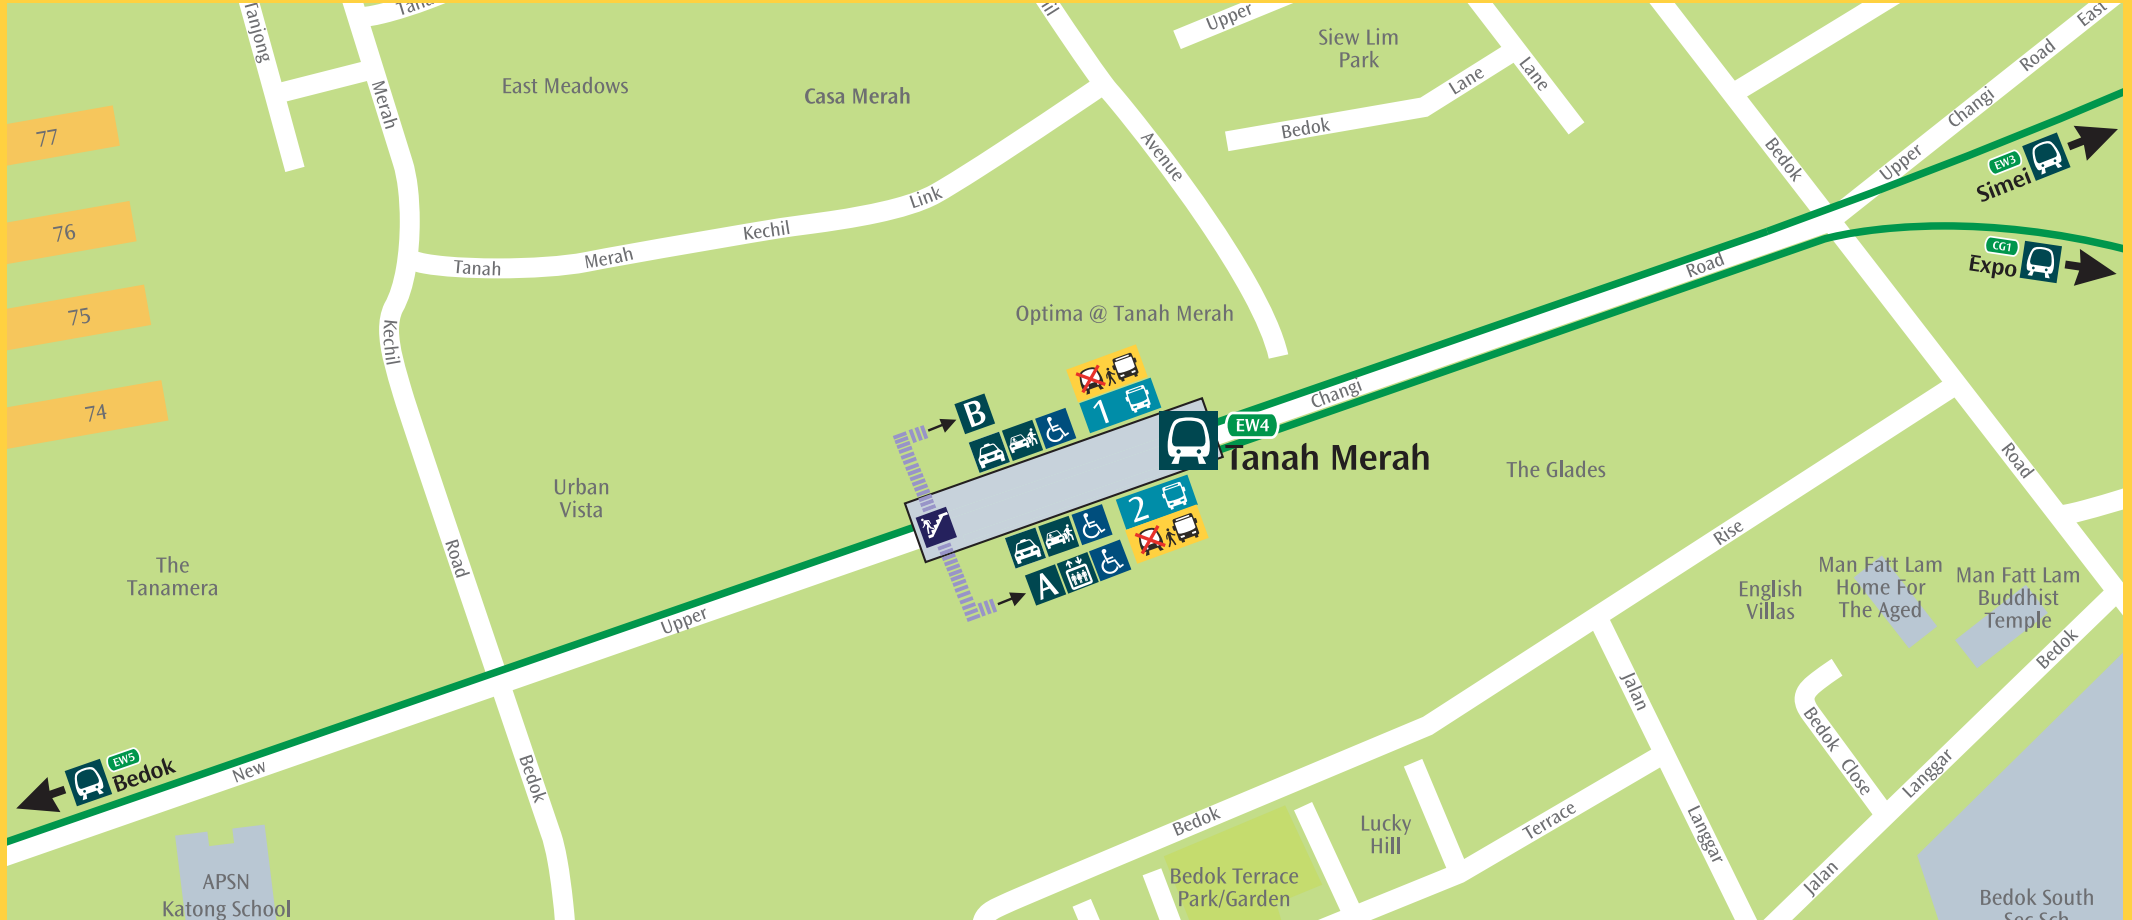 Tanjong
Merah
East Meadows
Casa Merah
Avenue
Upper
Siew Lim
Park
Bedok
Lane
Lane
Bedok
Upper
Changi
Road
East
77
76
75
74
Tanah
Merah
Kechil
Link
Kechil
Road
Optima @ Tanah Merah
EW3
Simei
CG1
Expo
Road
Changi
B
1
EW4
Tanah Merah
2
A
The Glades
Urban
Vista
The
Tanamera
Upper
New
EW5
Bedok
Bedok
APSN
Katong School
Road
Rise
English
Villas
Man Fatt Lam
Home For
The Aged
Man Fatt Lam
Buddhist
Temple
Bedok
Langgar
Jalan
Bedok
Close
Jalan
Langgar
Terrace
Lucky
Hill
Bedok
Bedok Terrace
Park/Garden
Bedok South